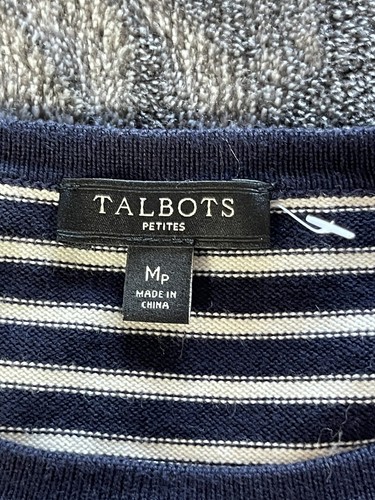 TALBOTS
PETITES
MP
MADE IN
CHINA